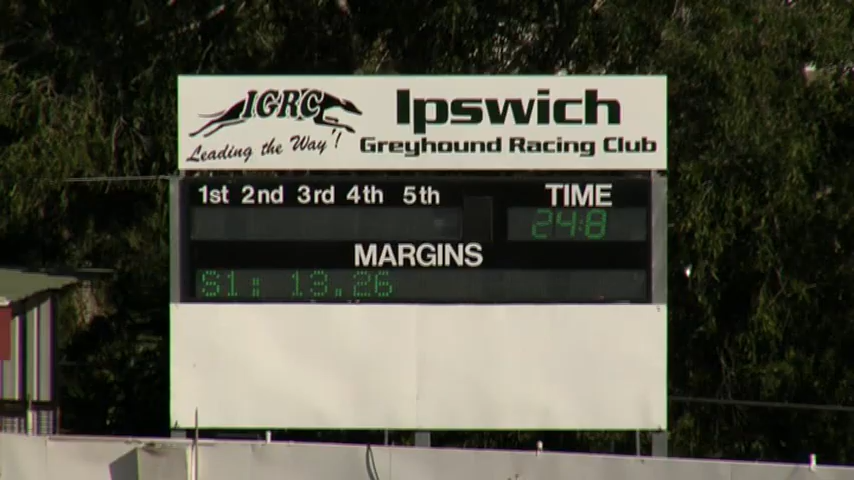 IGRC
Leading the Way!
Ipswich
Greyhound Racing Club
1st 2nd 3rd 4th 5th
TIME
24:8
MARGINS
S1: 13.26